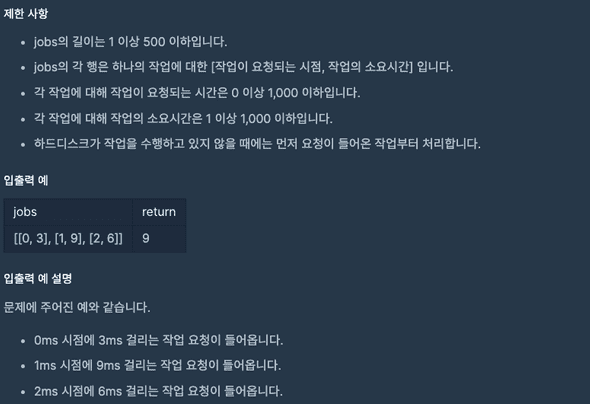 제한 사항
• jobs의 길이는 1 이상 500 이하입니다.
• jobs의 각 행은 하나의 작업에 대한 [작업이 요청되는 시점, 작업의 소요시간] 입니다.
• 각 작업에 대해 작업이 요청되는 시간은 0 이상 1,000 이하입니다.
• 각 작업에 대해 작업의 소요시간은 1 이상 1,000 이하입니다.
• 하드디스크가 작업을 수행하고 있지 않을 때에는 먼저 요청이 들어온 작업부터 처리합니다.
입출력 예
jobs return
[[0, 3], [1, 9], [2, 6]] 9
입출력 예 설명
문제에 주어진 예와 같습니다.
• 0ms 시점에 3ms 걸리는 작업 요청이 들어옵니다.
• 1ms 시점에 9ms 걸리는 작업 요청이 들어옵니다.
• 2ms 시점에 6ms 걸리는 작업 요청이 들어옵니다.